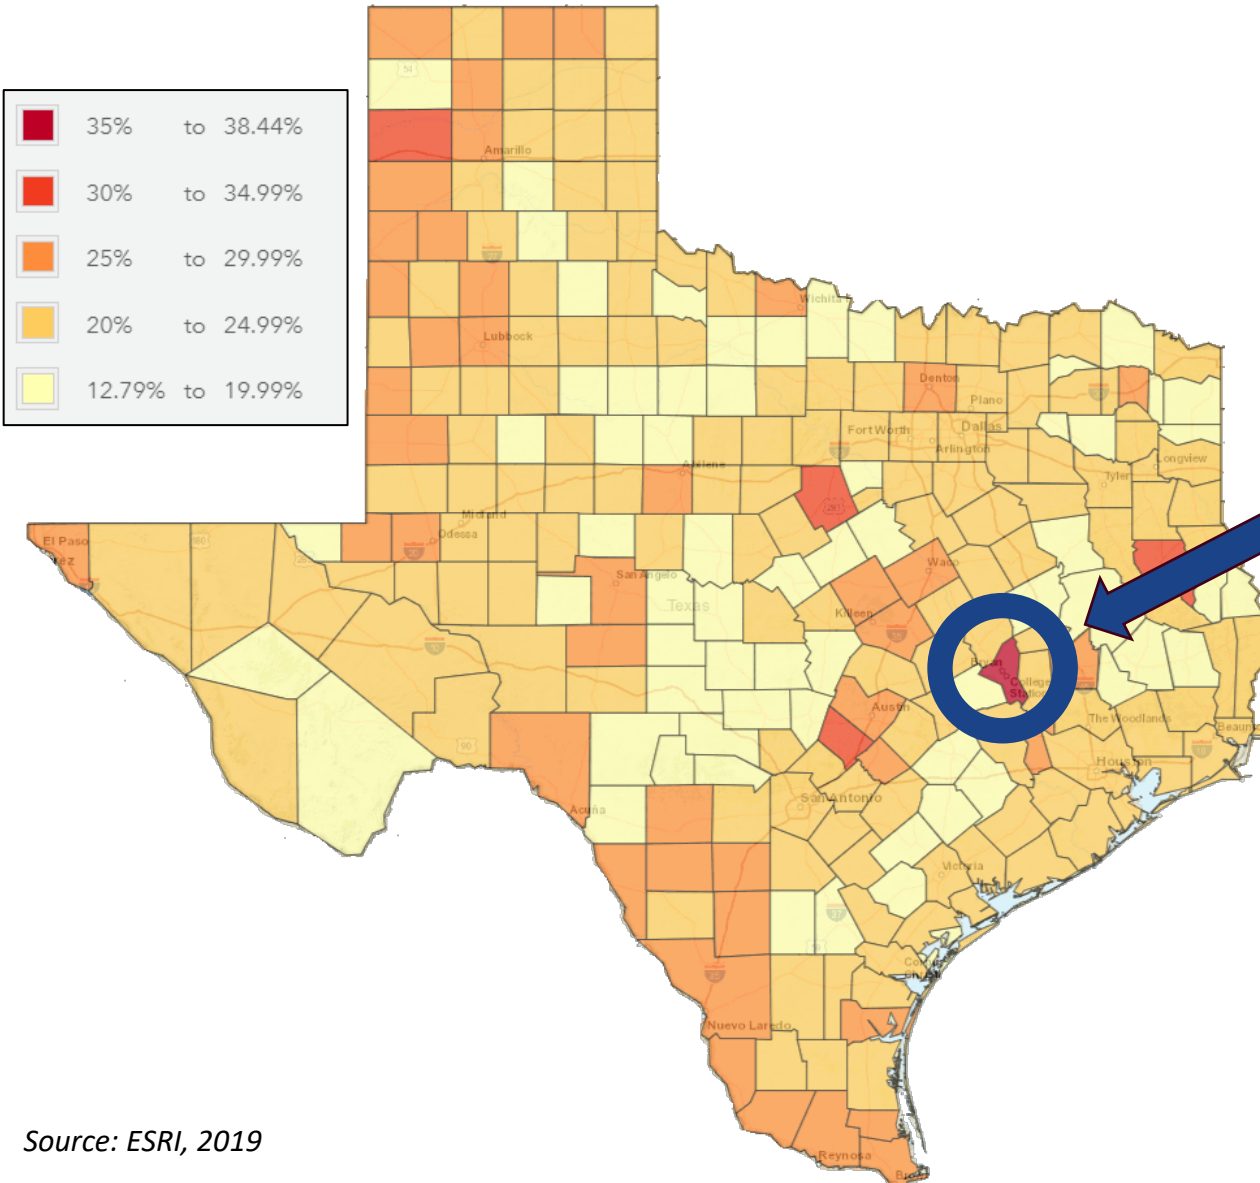 35% to 38.44%
30% to 34.99%
25% to 29.99%
20% to 24.99%
12.79% to 19.99%
54
Amarillo
Wichita
Lubbock
Denton
Plano
Fort Worth
Dallas
Arlington
Abilene
Longview
Tyler
Midland
Odessa
El Paso
San Angelo
Waco
Texas
Killeen
Bryan
College
Station
Austin
The Woodlands
Beaum
Houston
90
San Antonio
Acuña
Victoria
37
Nuevo Laredo
Reynosa
Source: ESRI, 2019